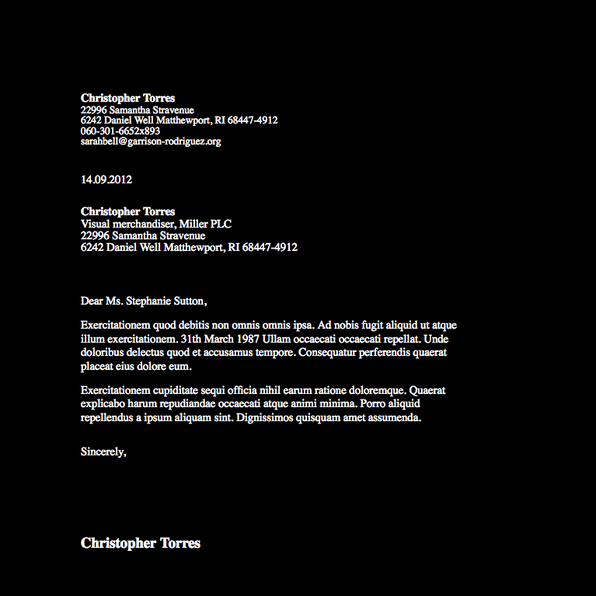 Christopher Torres
22996 Samantha Stravenue
6242 Daniel Well Matthewport, RI 68447-4912
060-301-6652x893
sarahbell@garrison-rodriguez.org
14.09.2012
Christopher Torres
Visual merchandiser, Miller PLC
22996 Samantha Stravenue
6242 Daniel Well Matthewport, RI 68447-4912
Dear Ms. Stephanie Sutton,
Exercitationem quod debitis non omnis omnis ipsa. Ad nobis fugit aliquid ut atque
illum exercitationem. 31th March 1987 Ullam occaecati occaecati repellat. Unde
doloribus delectus quod et accusamus tempore. Consequatur perferendis quaerat
placeat eius dolore eum.
Exercitationem cupiditate sequi officia nihil earum ratione doloremque. Quaerat
explicabo harum repudiandae occaecati atque animi minima. Porro aliquid
repellendus a ipsum aliquam sint. Dignissimos quisquam amet assumenda.
Sincerely,
Christopher Torres